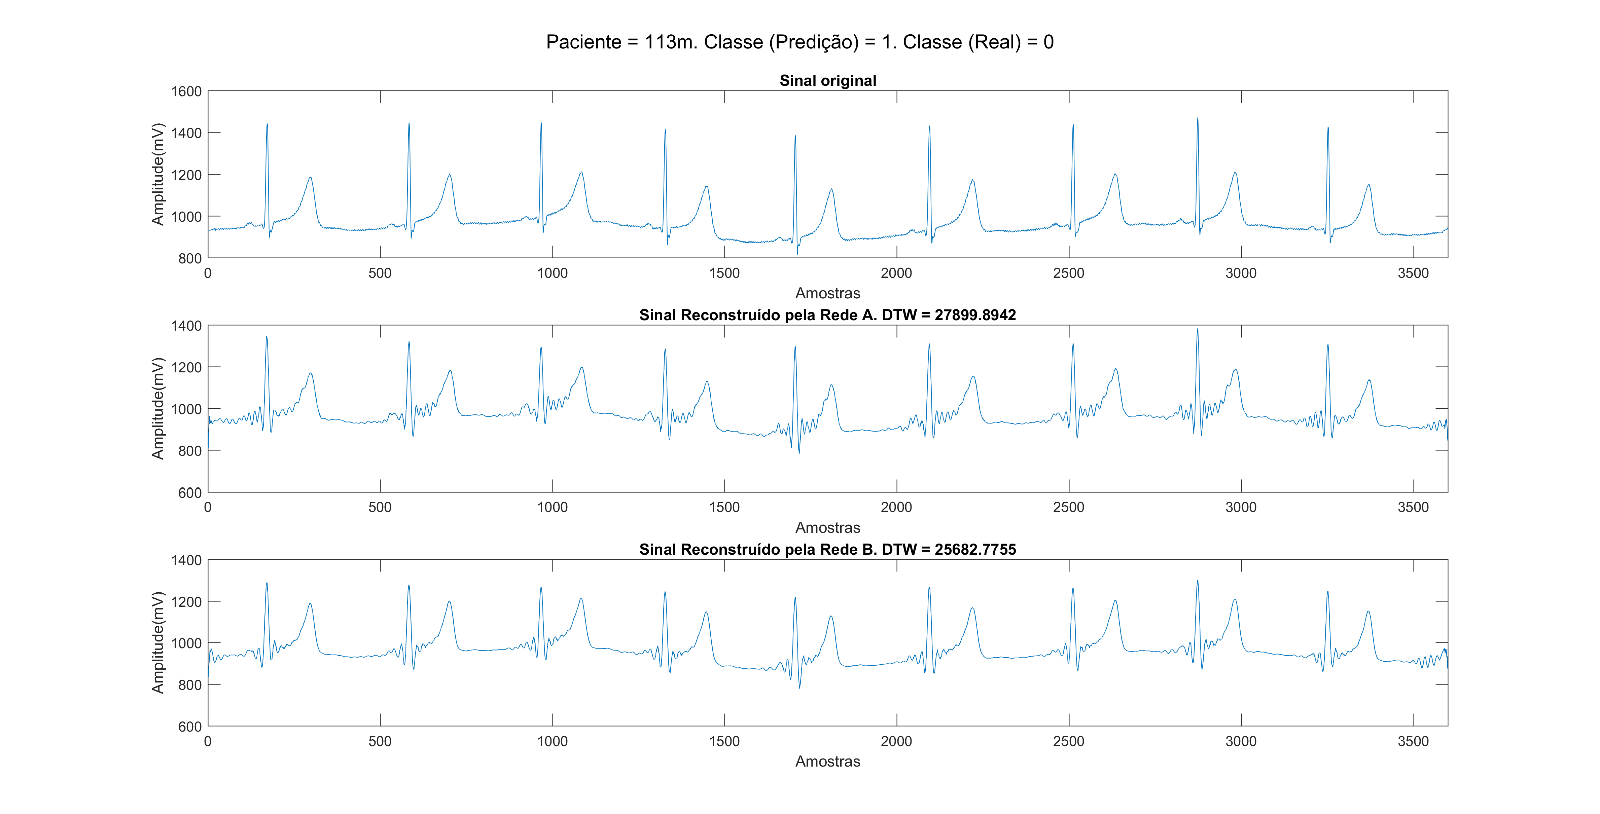 Paciente = 113m. Classe (Predição) = 1. Classe (Real) = 0
Sinal original
1600
1400
1200
1000
800
Amplitude(mV)
0 500 1000 1500 2000 2500 3000 3500
Amostras
Sinal Reconstruído pela Rede A. DTW = 27899.8942
1400
1200
1000
800
600
Amplitude(mV)
0 500 1000 1500 2000 2500 3000 3500
Amostras
Sinal Reconstruído pela Rede B. DTW = 25682.7755
1400
1200
1000
800
600
Amplitude(mV)
0 500 1000 1500 2000 2500 3000 3500
Amostras